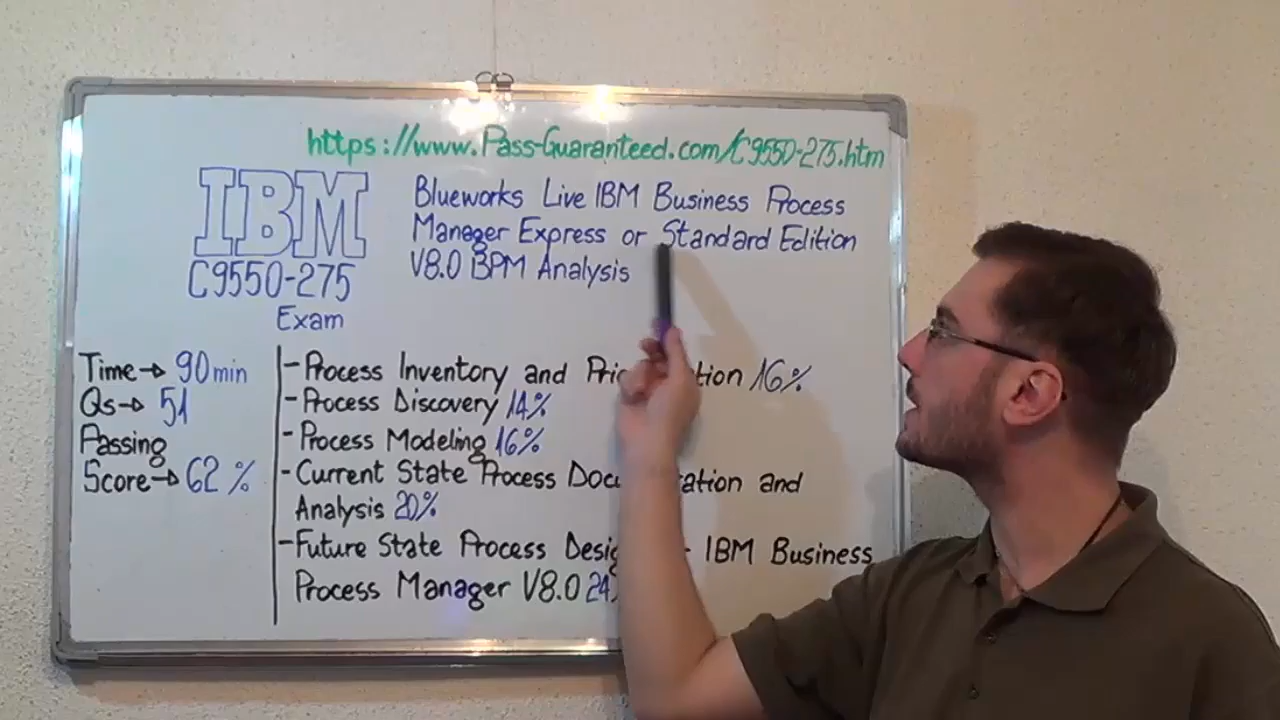 https://www.Pass-Guaranteed.com/C9550-275.htm
IBM
C9550-275
Exam
Blueworks Live IBM Business Process
Manager Express or Standard Edition
V8.0 BPM Analysis
Time→ 90min
Qs→ 51
Passing
Score→ 62%
-Process Inventory and 16%
-Process Discovery 14%
-Process Modeling 16%
-Current State Process and
Analysis 20%
-Future State Process IBM Business
Process Manager V8.0 24